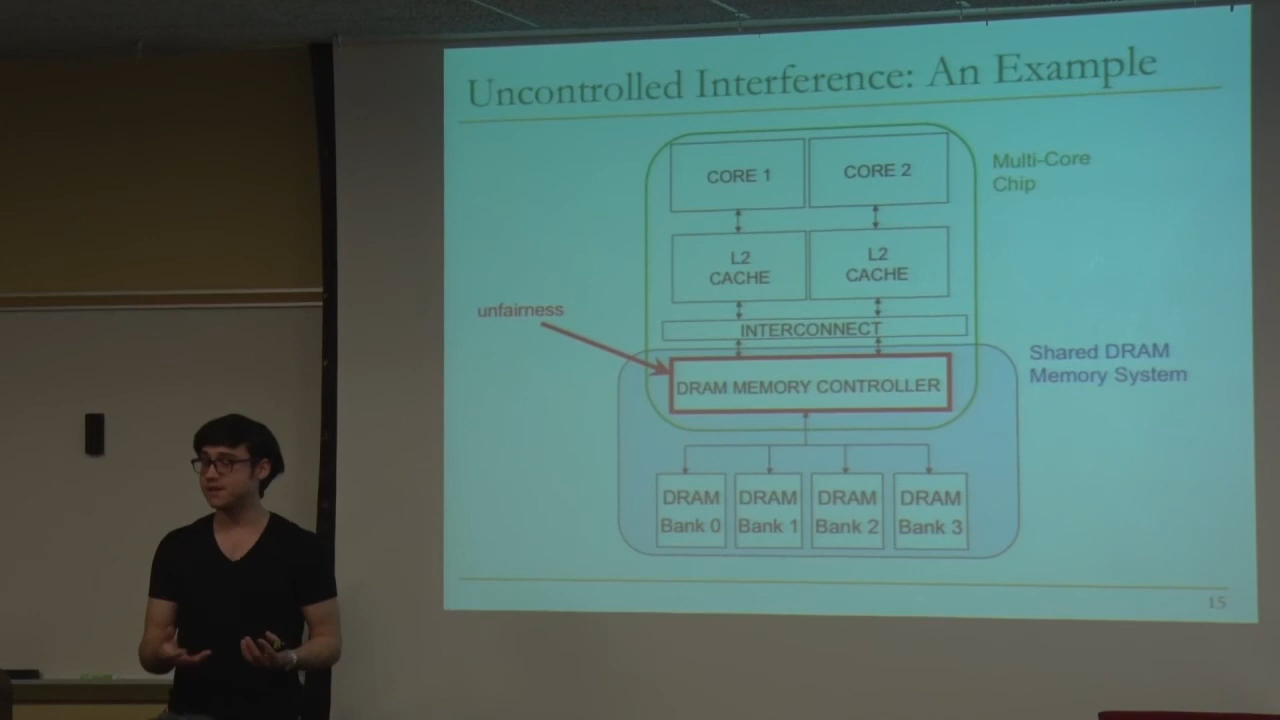 Uncontrolled Interference: An Example
CORE 1
CORE 2
Multi-Core
Chip
L2
CACHE
L2
CACHE
unfairness
INTERCONNECT
Shared DRAM
Memory System
DRAM MEMORY CONTROLLER
DRAM
Bank 0
DRAM
Bank 1
DRAM
Bank 2
DRAM
Bank 3
15